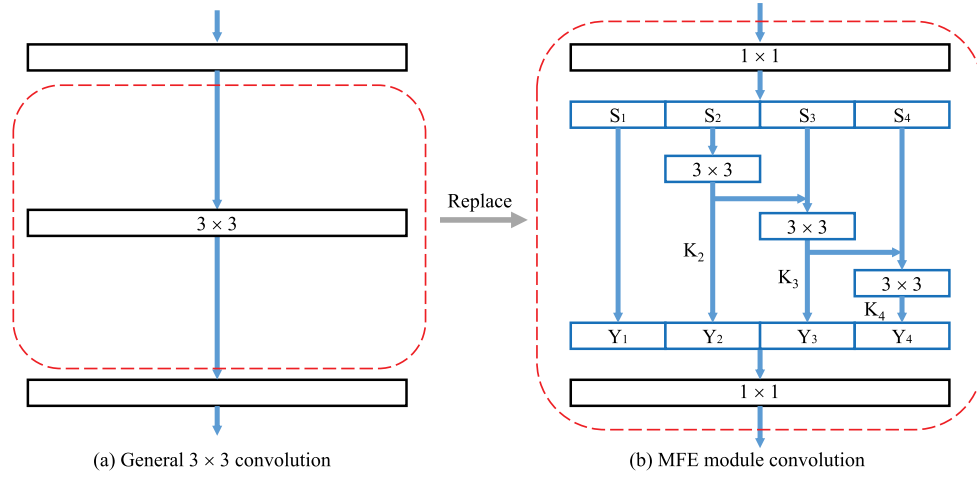 1 × 1
S₁ S₂ S₃ S₄
3 × 3
Replace
3 × 3
3 × 3
K₂
K₃
3 × 3
K₄
Y₁ Y₂ Y₃ Y₄
1 × 1
(a) General 3 × 3 convolution
(b) MFE module convolution